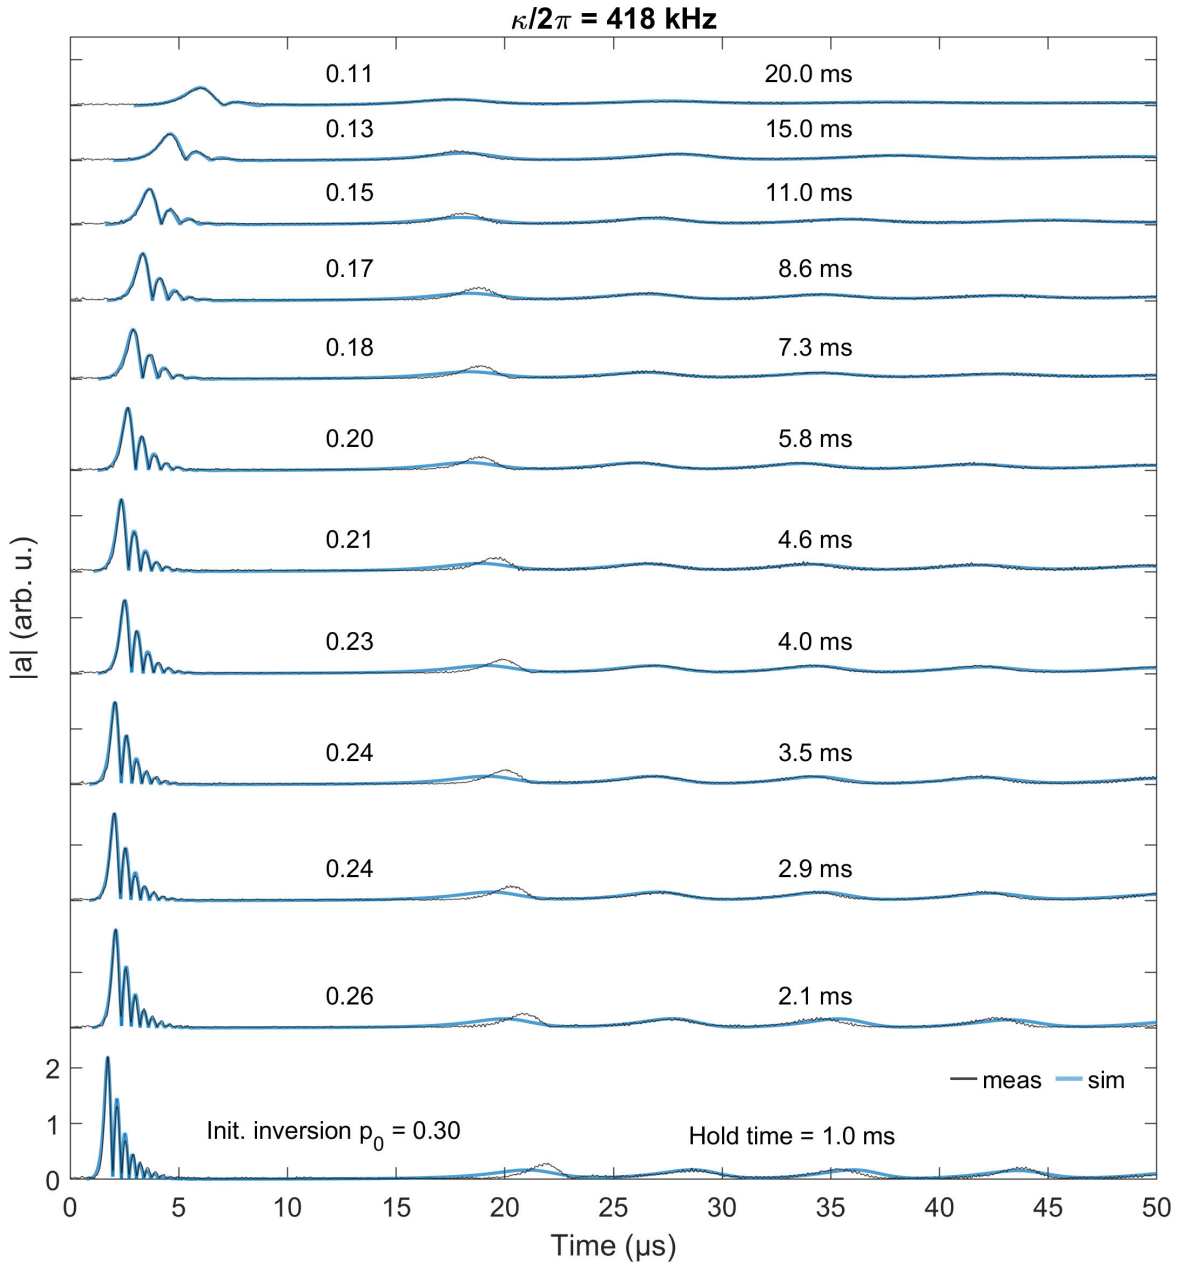 κ/2π = 418 kHz
0.11 20.0 ms
0.13 15.0 ms
0.15 11.0 ms
0.17 8.6 ms
0.18 7.3 ms
0.20 5.8 ms
0.21 4.6 ms
0.23 4.0 ms
0.24 3.5 ms
0.24 2.9 ms
0.26 2.1 ms
meas sim
Init. inversion p₀ = 0.30 Hold time = 1.0 ms
2
1
0
0 5 10 15 20 25 30 35 40 45 50
Time (μs)
|a| (arb. u.)